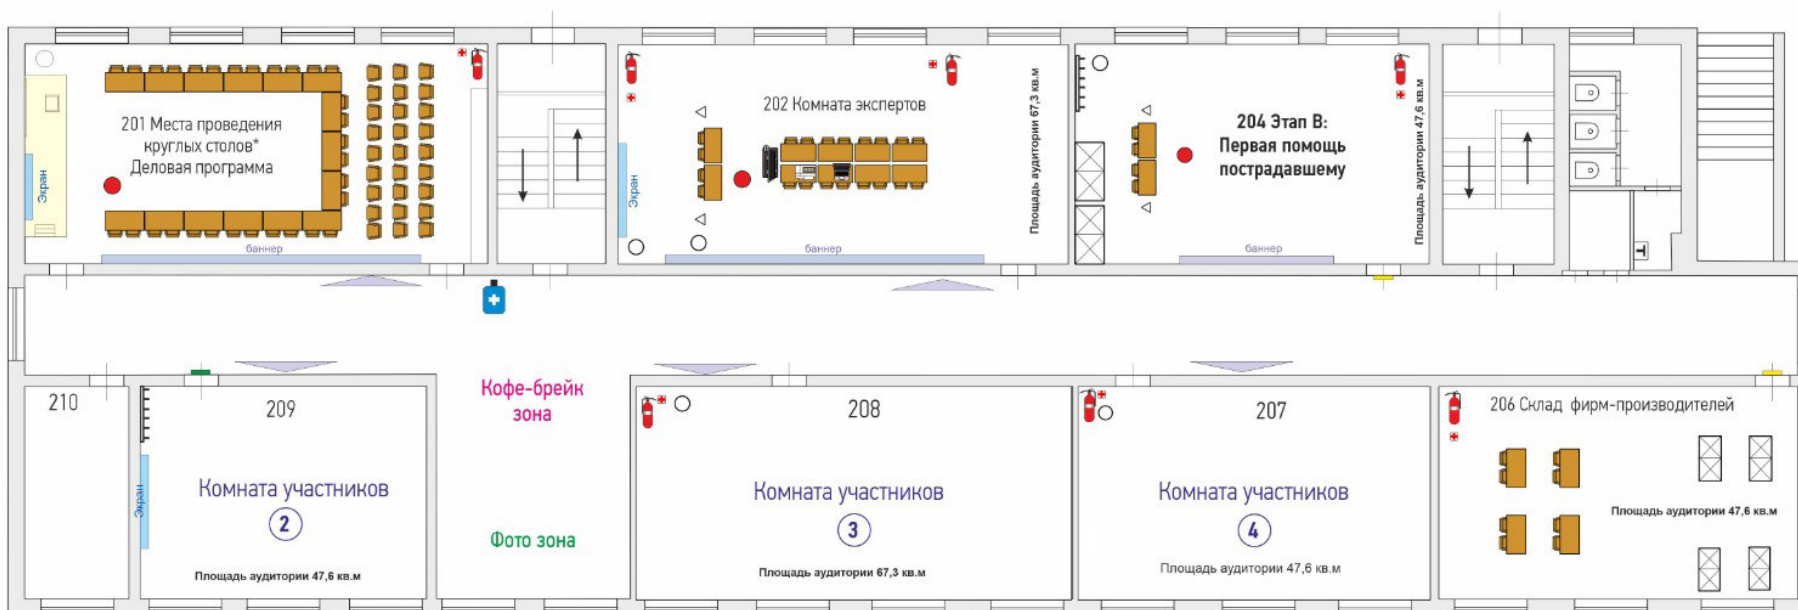 201 Места проведения
круглых столов*
Деловая программа
Экран
баннер
202 Комната экспертов
Экран
баннер
Площадь аудитории 67,3 кв.м
204 Этап В:
Первая помощь
пострадавшему
баннер
Площадь аудитории 47,6 кв.м
Т
210
209
Экран
Комната участников
2
Площадь аудитории 47,6 кв.м
Кофе-брейк
зона
Фото зона
208
Комната участников
3
Площадь аудитории 67,3 кв.м
207
Комната участников
4
Площадь аудитории 47,6 кв.м
206 Склад фирм-производителей
Площадь аудитории 47,6 кв.м